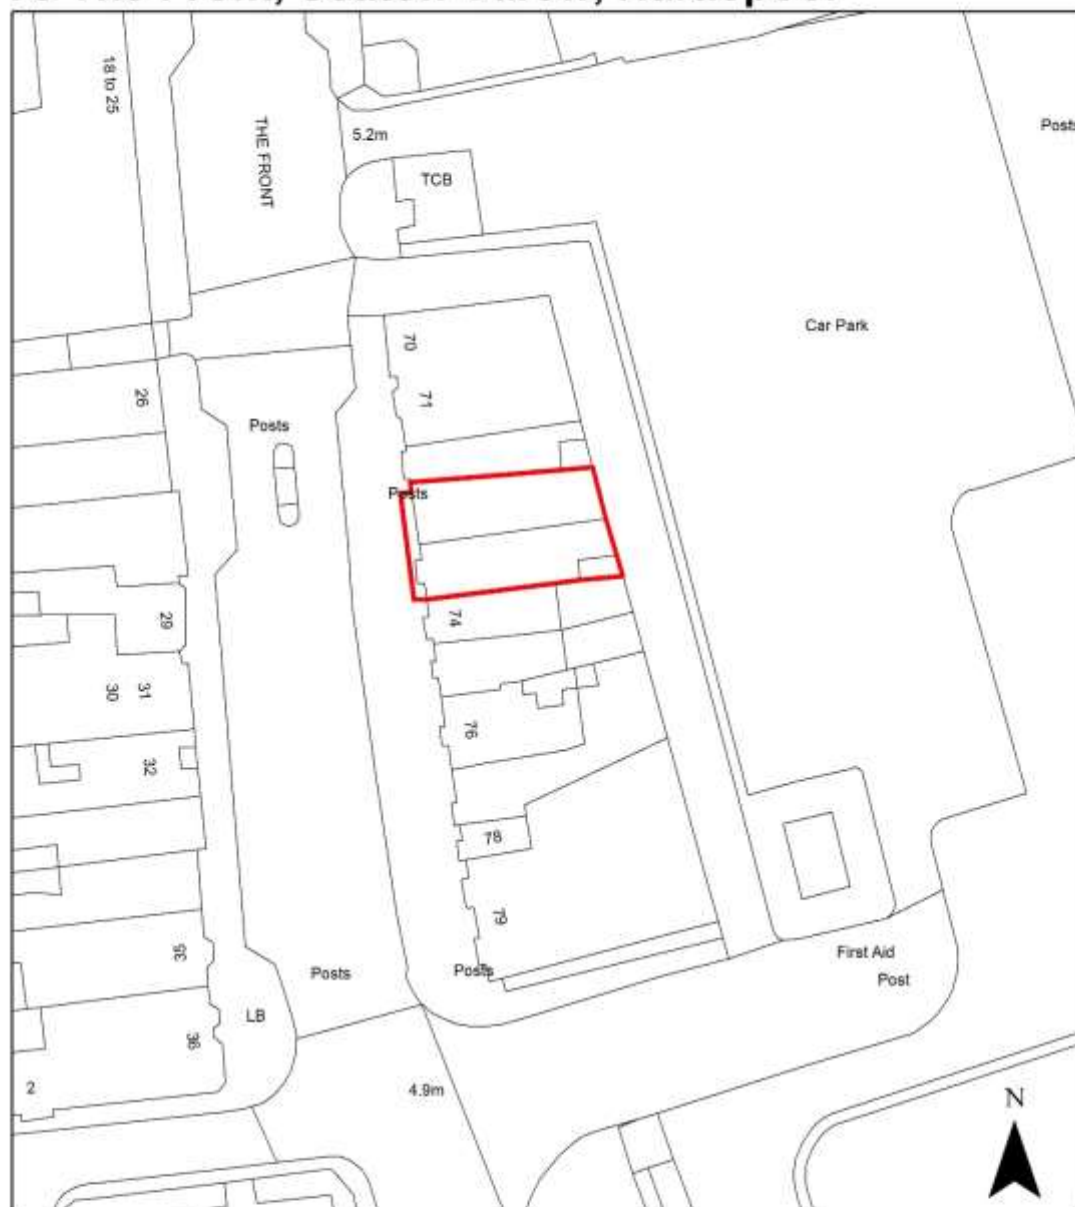 18 to 25
THE FRONT
5.2m
TCB
Posts
Car Park
70
71
26
Posts
Posts
29
74
30
31
76
32
78
79
35
Posts
Posts
First Aid
Post
LB
36
2
4.9m
N